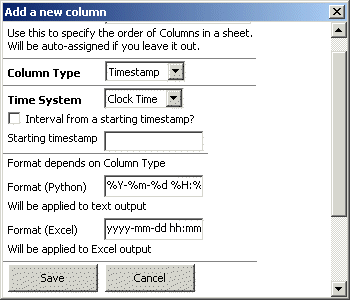 Add a new column
Use this to specify the order of Columns in a sheet.
Will be auto-assigned if you leave it out.
Column Type Timestamp
Time System Clock Time
Interval from a starting timestamp?
Starting timestamp
Format depends on Column Type
Format (Python) %Y-%m-%d %H:%
Will be applied to text output
Format (Excel) yyyy-mm-dd hh:mm
Will be applied to Excel output
Save Cancel